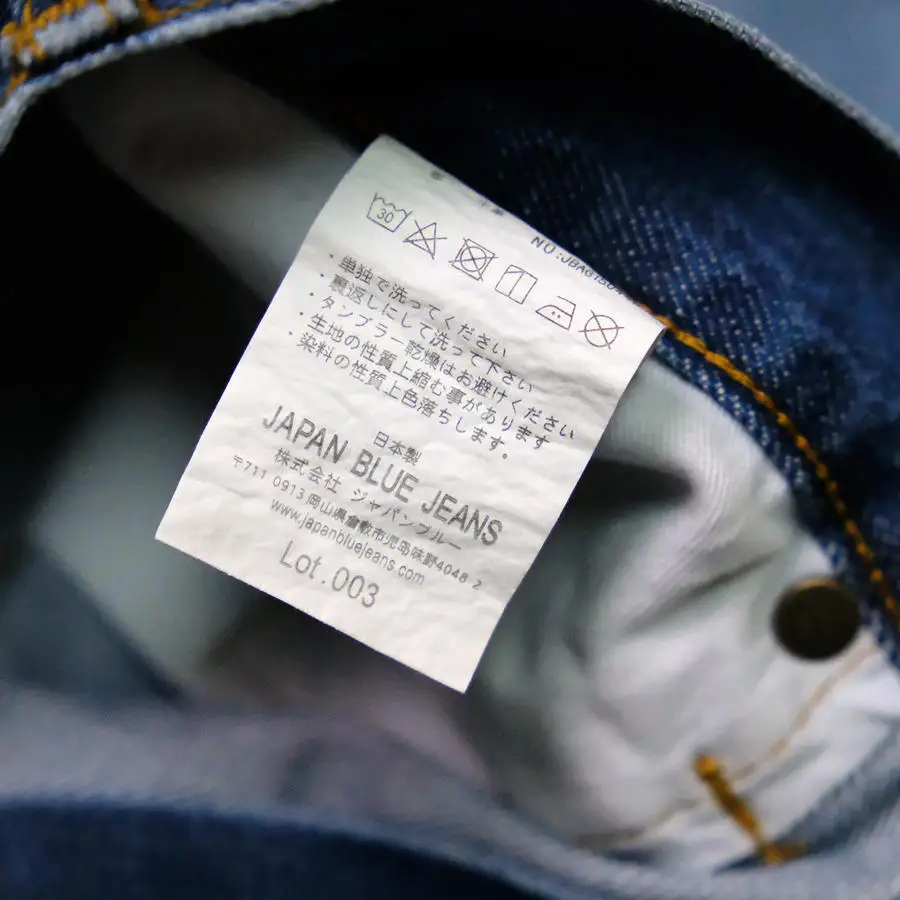 30
・単独で洗ってください
・裏返しにして洗って下さい
・タンブラー乾燥はお避けください
・生地の性質上縮む事があります
・染料の性質上色落ちします。
日本製
JAPAN BLUE JEANS
株式会社 ジャパンブルー
〒711 0913 岡山県倉敷市児島味野4048 2
www.japanbluejeans.com
Lot.003